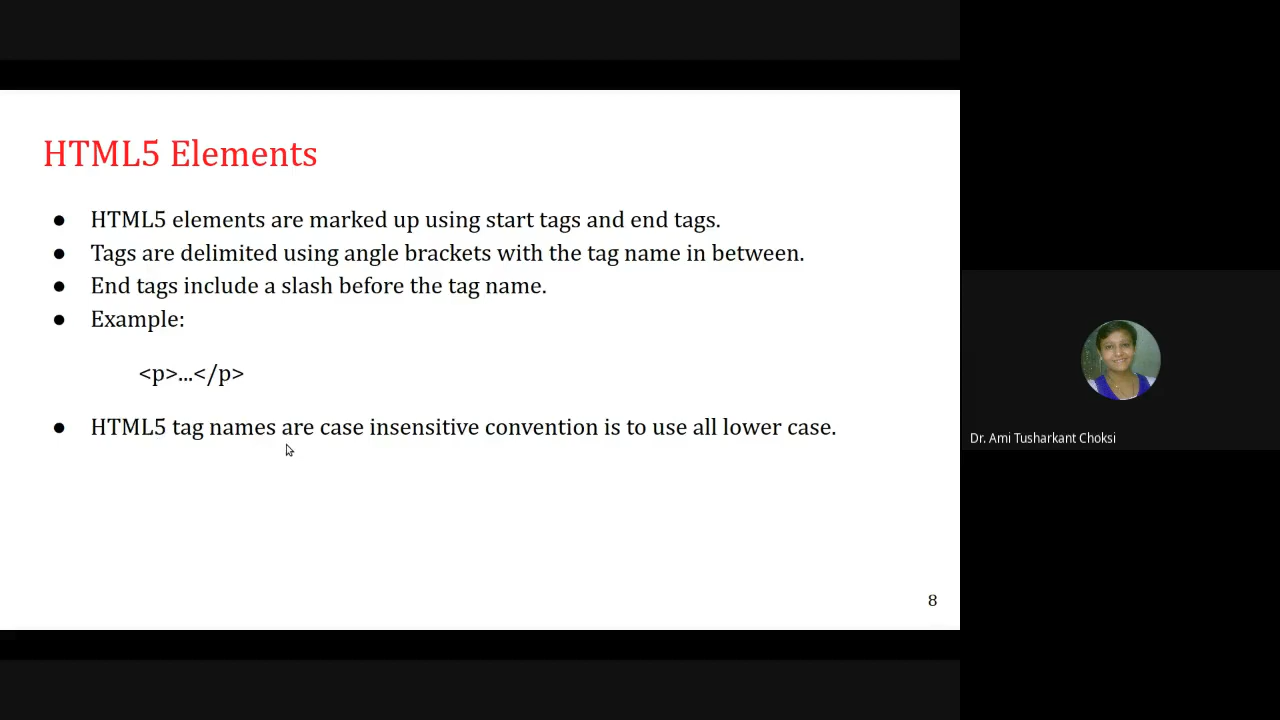 HTML5 Elements
● HTML5 elements are marked up using start tags and end tags.
● Tags are delimited using angle brackets with the tag name in between.
● End tags include a slash before the tag name.
● Example:
<p>...</p>
● HTML5 tag names are case insensitive convention is to use all lower case.
8
Dr. Ami Tusharkant Choksi